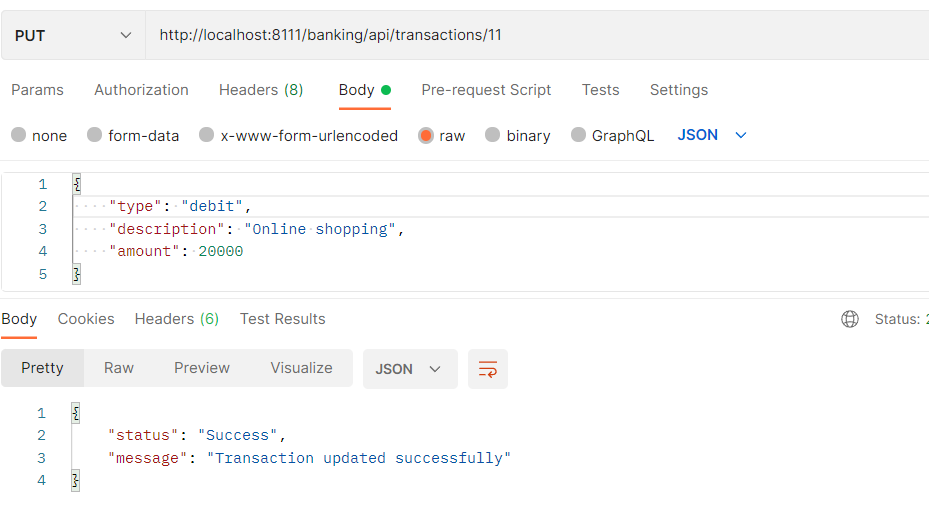 PUT http://localhost:8111/banking/api/transactions/11
Params Authorization Headers (8) Body Pre-request Script Tests Settings
none form-data x-www-form-urlencoded raw binary GraphQL JSON
1 {
2 "type": "debit",
3 "description": "Online shopping",
4 "amount": 20000
5 }
Body Cookies Headers (6) Test Results Status: 2
Pretty Raw Preview Visualize JSON
1 {
2 "status": "Success",
3 "message": "Transaction updated successfully"
4 }